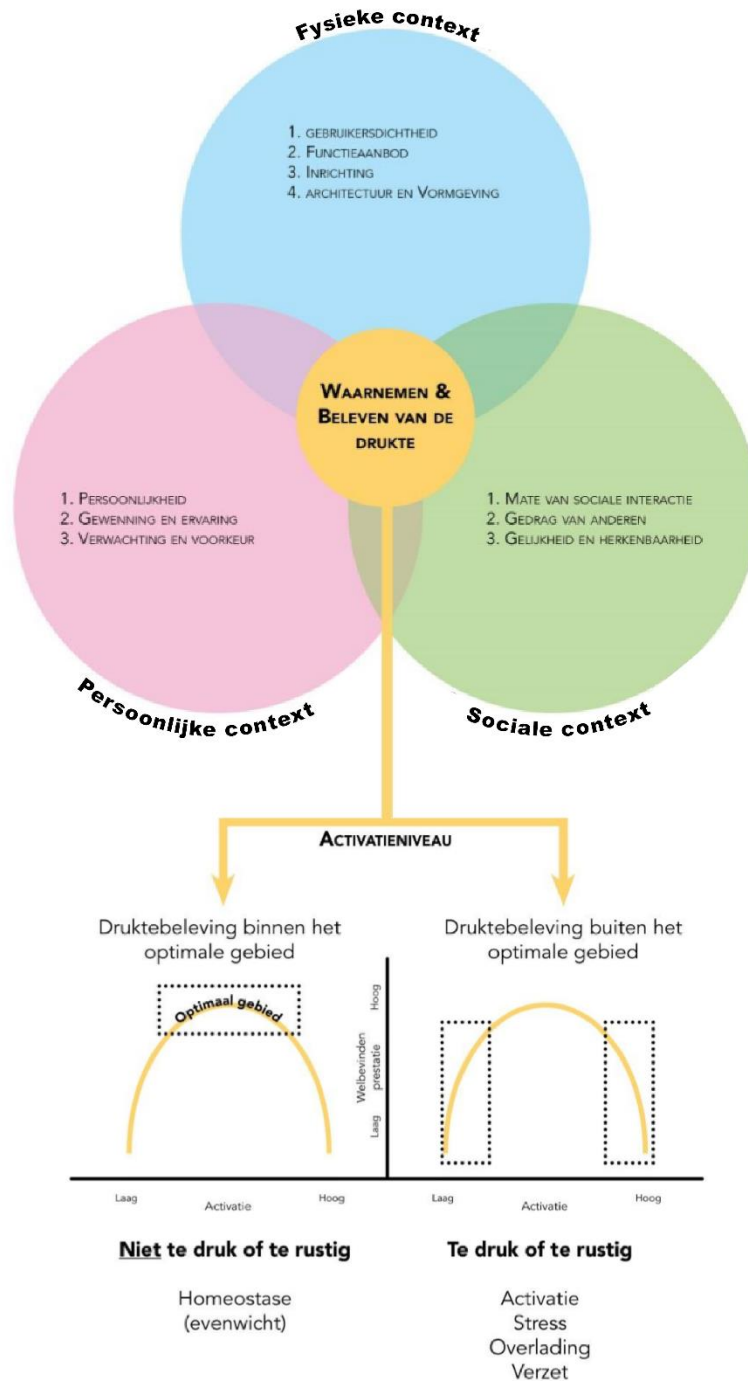 Fysieke context
1. GEBRUIKERSDICHTHEID
2. FUNCTIEAANBOD
3. INRICHTING
4. ARCHITECTUUR EN VORMGEVING
WAARNEMEN &
BELEVEN VAN DE
DRUKTE
1. PERSOONLIJKHEID
2. GEWENNING EN ERVARING
3. VERWACHTING EN VOORKEUR
1. MATE VAN SOCIALE INTERACTIE
2. GEDRAG VAN ANDEREN
3. GELIJKHEID EN HERKENBAARHEID
Persoonlijke context
Sociale context
ACTIVATIENIVEAU
Druktebeleving binnen het
optimale gebied
Druktebeleving buiten het
optimale gebied
Optimaal gebied
Hoog
Welbevinden
prestatie
Laag
Laag
Activatie
Hoog
Laag
Activatie
Hoog
Niet te druk of te rustig
Te druk of te rustig
Homeostase
(evenwicht)
Activatie
Stress
Overlading
Verzet